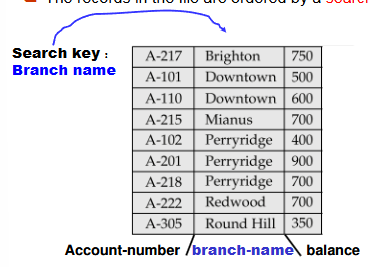 The records in the file are ordered by a search
Search key :
Branch name
A-217 Brighton 750
A-101 Downtown 500
A-110 Downtown 600
A-215 Mianus 700
A-102 Perryridge 400
A-201 Perryridge 900
A-218 Perryridge 700
A-222 Redwood 700
A-305 Round Hill 350
Account-number branch-name balance